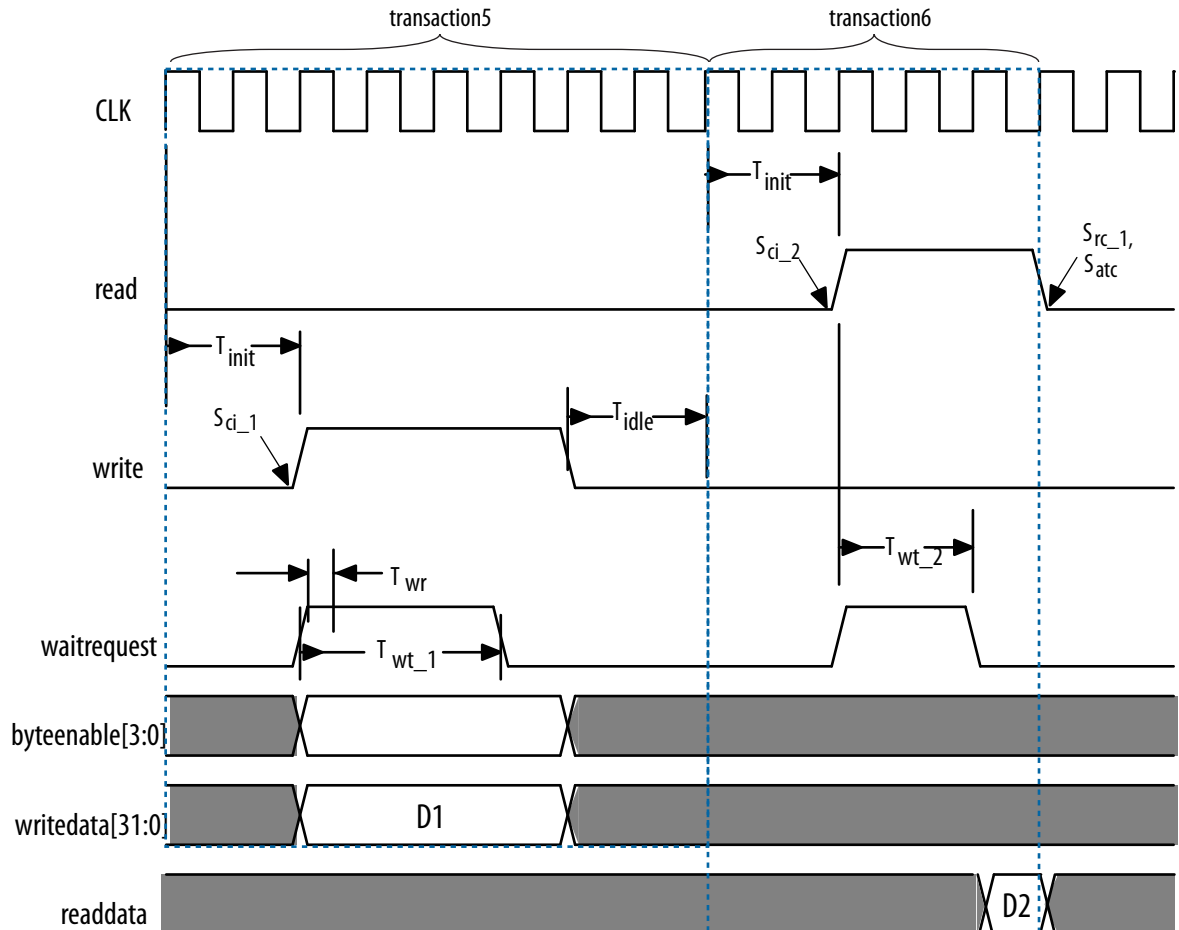 transaction5
transaction6
CLK
T init
S ci_2
S rc_1,
S atc
read
T init
S ci_1
T idle
write
T wr
T wt_2
waitrequest
T wt_1
byteenable[3:0]
writedata[31:0]
D1
readdata
D2